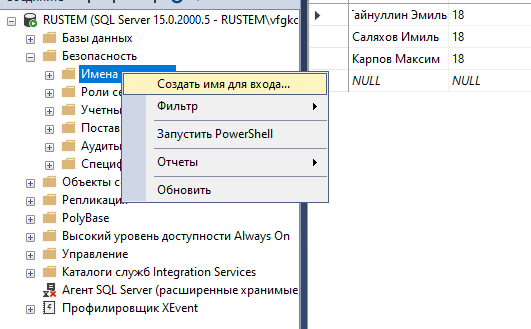 RUSTEM (SQL Server 15.0.2000.5 - RUSTEM\vfgkc
Базы данных
Безопасность
Имена
Роли се
Учетны
Постав
Аудиты
Специф
Объекты с
Репликаци
PolyBase
Высокий уровень доступности Always On
Управление
Каталоги служб Integration Services
Агент SQL Server (расширенные хранимые
Профилировщик XEvent
Создать имя для входа...
Фильтр
Запустить PowerShell
Отчеты
Обновить
айнуллин Эмиль 18
Саляхов Имиль 18
Карпов Максим 18
NULL NULL